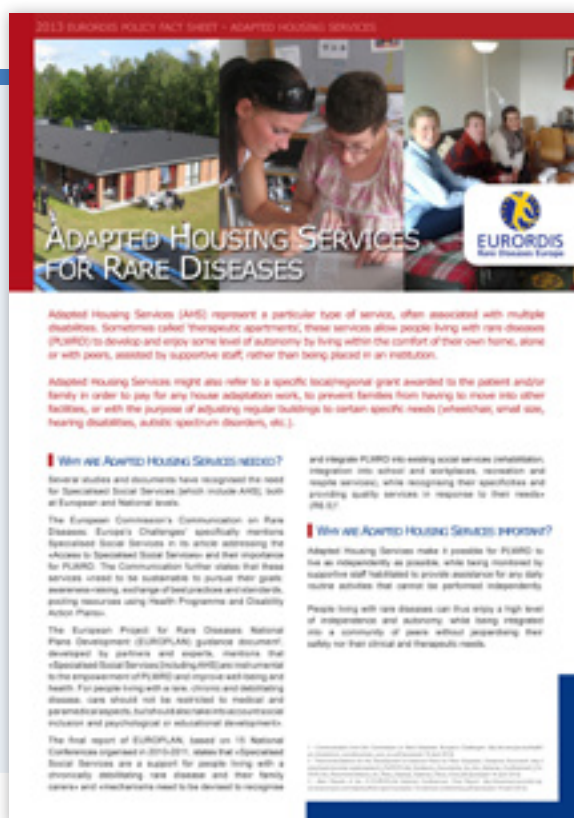 2013 EURORDIS POLICY FACT SHEET – ADAPTED HOUSING SERVICES
ADAPTED HOUSING SERVICES
FOR RARE DISEASES
EURORDIS
Rare Diseases Europe
Adapted Housing Services (AHS) represent a particular type of service, often associated with multiple
disabilities. Sometimes called 'therapeutic apartments', these services allow people living with rare diseases
(PLWRD) to develop and enjoy some level of autonomy by living within the comfort of their own home, alone
or with peers, assisted by supportive staff, rather than being placed in an institution.
Adapted Housing Services might also refer to a specific local/regional grant awarded to the patient and/or
family in order to pay for any house adaptation work, to prevent families from having to move into other
facilities, or with the purpose of adjusting regular buildings to certain specific needs (wheelchair, small size,
hearing disabilities, autistic spectrum disorders, etc.).
WHY ARE ADAPTED HOUSING SERVICES NEEDED?
Several studies and documents have recognised the need
for Specialised Social Services (which include AHS), both
at European and National levels.
The European Commission's Communication on Rare
Diseases: Europe's Challenges¹ specifically mentions
Specialised Social Services in its article addressing the
«Access to Specialised Social Services» and their importance
for PLWRD. The Communication further states that these
services «need to be sustainable to pursue their goals:
awareness-raising, exchange of best practices and standards,
pooling resources using Health Programme and Disability
Action Plans».
The European Project for Rare Diseases National
Plans Development (EUROPLAN) guidance document²,
developed by partners and experts, mentions that
«Specialised Social Services (including AHS) are instrumental
to the empowerment of PLWRD and improve well-being and
health. For people living with a rare, chronic and debilitating
disease, care should not be restricted to medical and
paramedical aspects, but should also take into account social
inclusion and psychological or educational development».
The final report of EUROPLAN, based on 15 National
Conferences organised in 2010-2011, states that «Specialised
Social Services are a support for people living with a
chronically debilitating rare disease and their family
carers» and «mechanisms need to be devised to recognise
and integrate PLWRD into existing social services (rehabilitation,
integration into school and workplaces, recreation and
respite services), while recognising their specificities and
providing quality services in response to their needs»
WHY ARE ADAPTED HOUSING SERVICES IMPORTANT?
Adapted Housing Services make it possible for PLWRD to
live as independently as possible, while being monitored by
supportive staff habilitated to provide assistance for any daily
routine activities that cannot be performed independently.
People living with rare diseases can thus enjoy a high level
of independence and autonomy, while being integrated
into a community of peers without jeopardising their
safety nor their clinical and therapeutic needs.